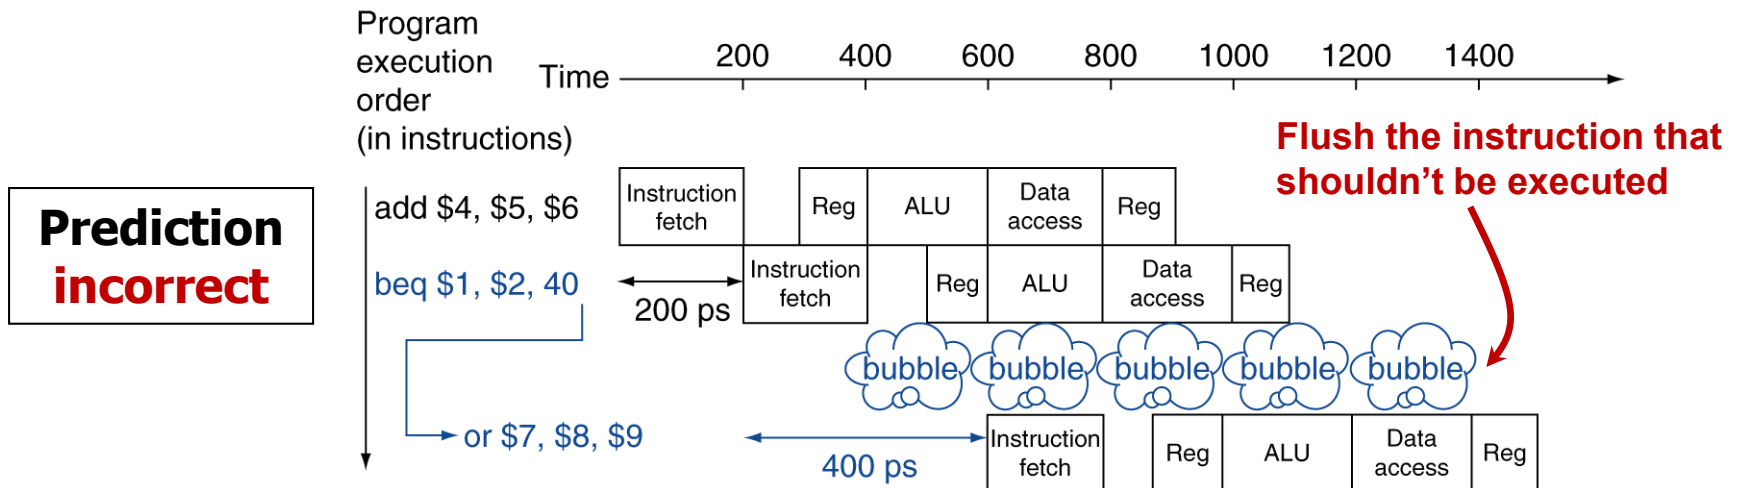 Program
execution
order
(in instructions)
Time
200 400 600 800 1000 1200 1400
Flush the instruction that
shouldn't be executed
Prediction
incorrect
add $4, $5, $6
Instruction
fetch
Reg
ALU
Data
access
Reg
beq $1, $2, 40
200 ps
Instruction
fetch
Reg
ALU
Data
access
Reg
bubble bubble bubble bubble bubble
or $7, $8, $9
400 ps
Instruction
fetch
Reg
ALU
Data
access
Reg